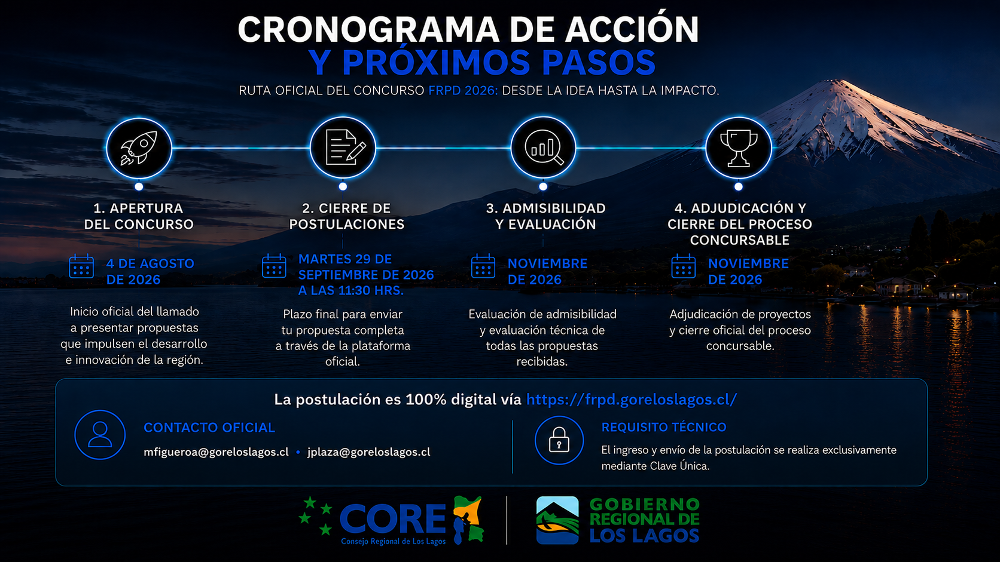 CRONOGRAMA DE ACCIÓN
Y PRÓXIMOS PASOS
RUTA OFICIAL DEL CONCURSO FRPD 2026: DESDE LA IDEA HASTA LA IMPACTO.
1. APERTURA
DEL CONCURSO
4 DE AGOSTO
DE 2026
Inicio oficial del llamado
a presentar propuestas
que impulsen el desarrollo
e innovación de la región.
2. CIERRE DE
POSTULACIONES
MARTES 29 DE
SEPTIEMBRE DE 2026
A LAS 11:30 HRS.
Plazo final para enviar
tu propuesta completa
a través de la plataforma
oficial.
3. ADMISIBILIDAD
Y EVALUACIÓN
NOVIEMBRE
DE 2026
Evaluación de admisibilidad
y evaluación técnica de
todas las propuestas
recibidas.
4. ADJUDICACIÓN Y
CIERRE DEL PROCESO
CONCURSABLE
NOVIEMBRE
DE 2026
Adjudicación de proyectos
y cierre oficial del proceso
concursable.
La postulación es 100% digital vía https://frpd.goreloslagos.cl/
CONTACTO OFICIAL
mfigueroa@goreloslagos.cl • jplaza@goreloslagos.cl
REQUISITO TÉCNICO
El ingreso y envío de la postulación se realiza exclusivamente
mediante Clave Única.
CORE
Consejo Regional de Los Lagos
GOBIERNO
REGIONAL DE
LOS LAGOS